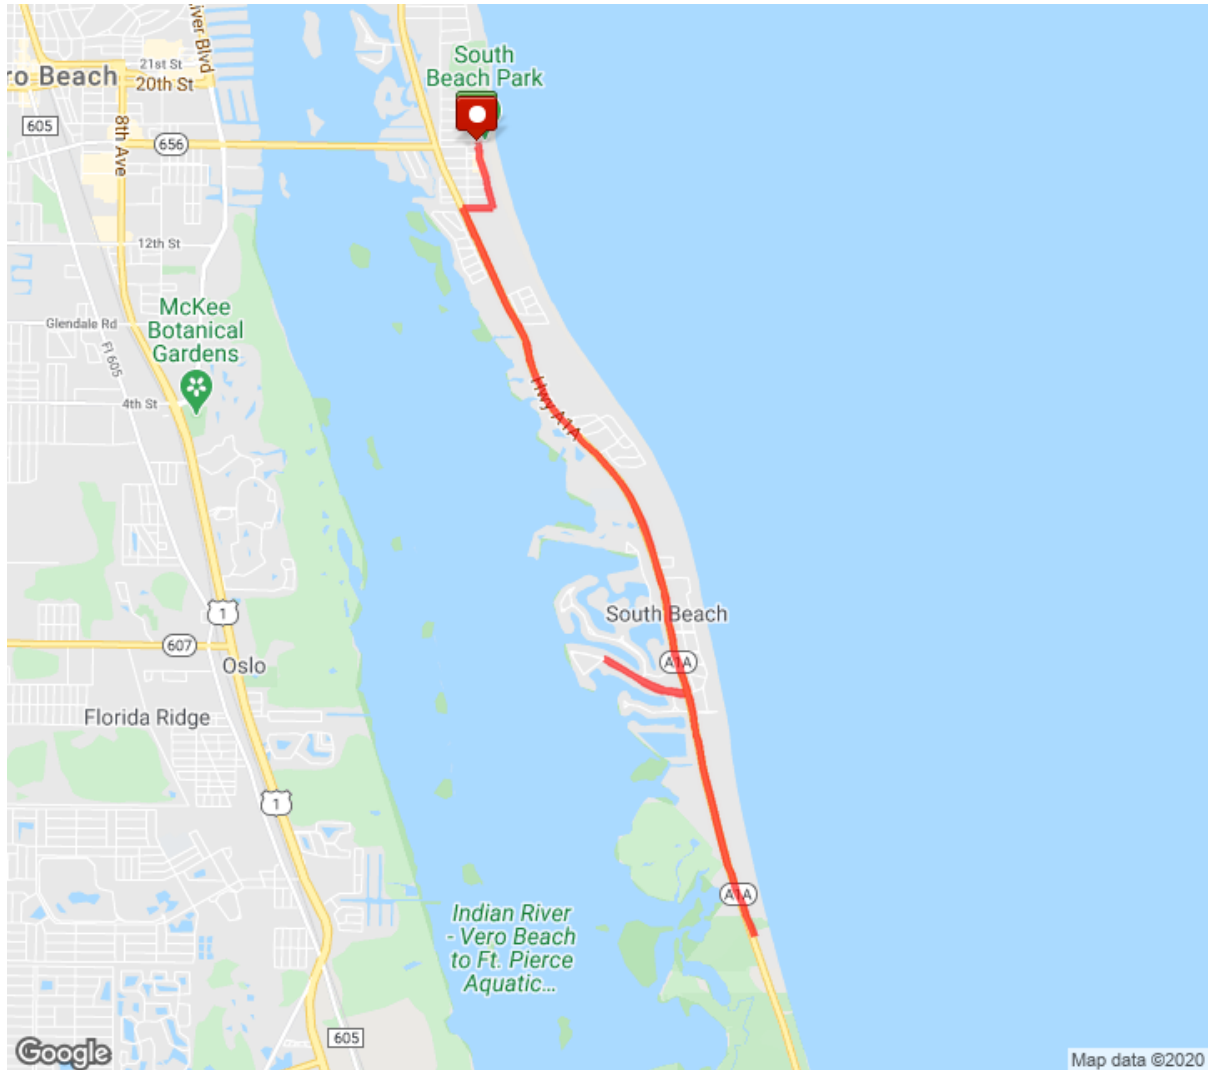 iver Blvd
South
Beach Park
21st St
ro Beach
20th St
605
8th Ave
656
12th St
McKee
Botanical
Gardens
Glendale Rd
Fl 605
4th St
Hwy A1A
1
South Beach
607
Oslo
A1A
Florida Ridge
1
A1A
Indian River
- Vero Beach
to Ft. Pierce
Aquatic...
605
Google
Map data ©2020